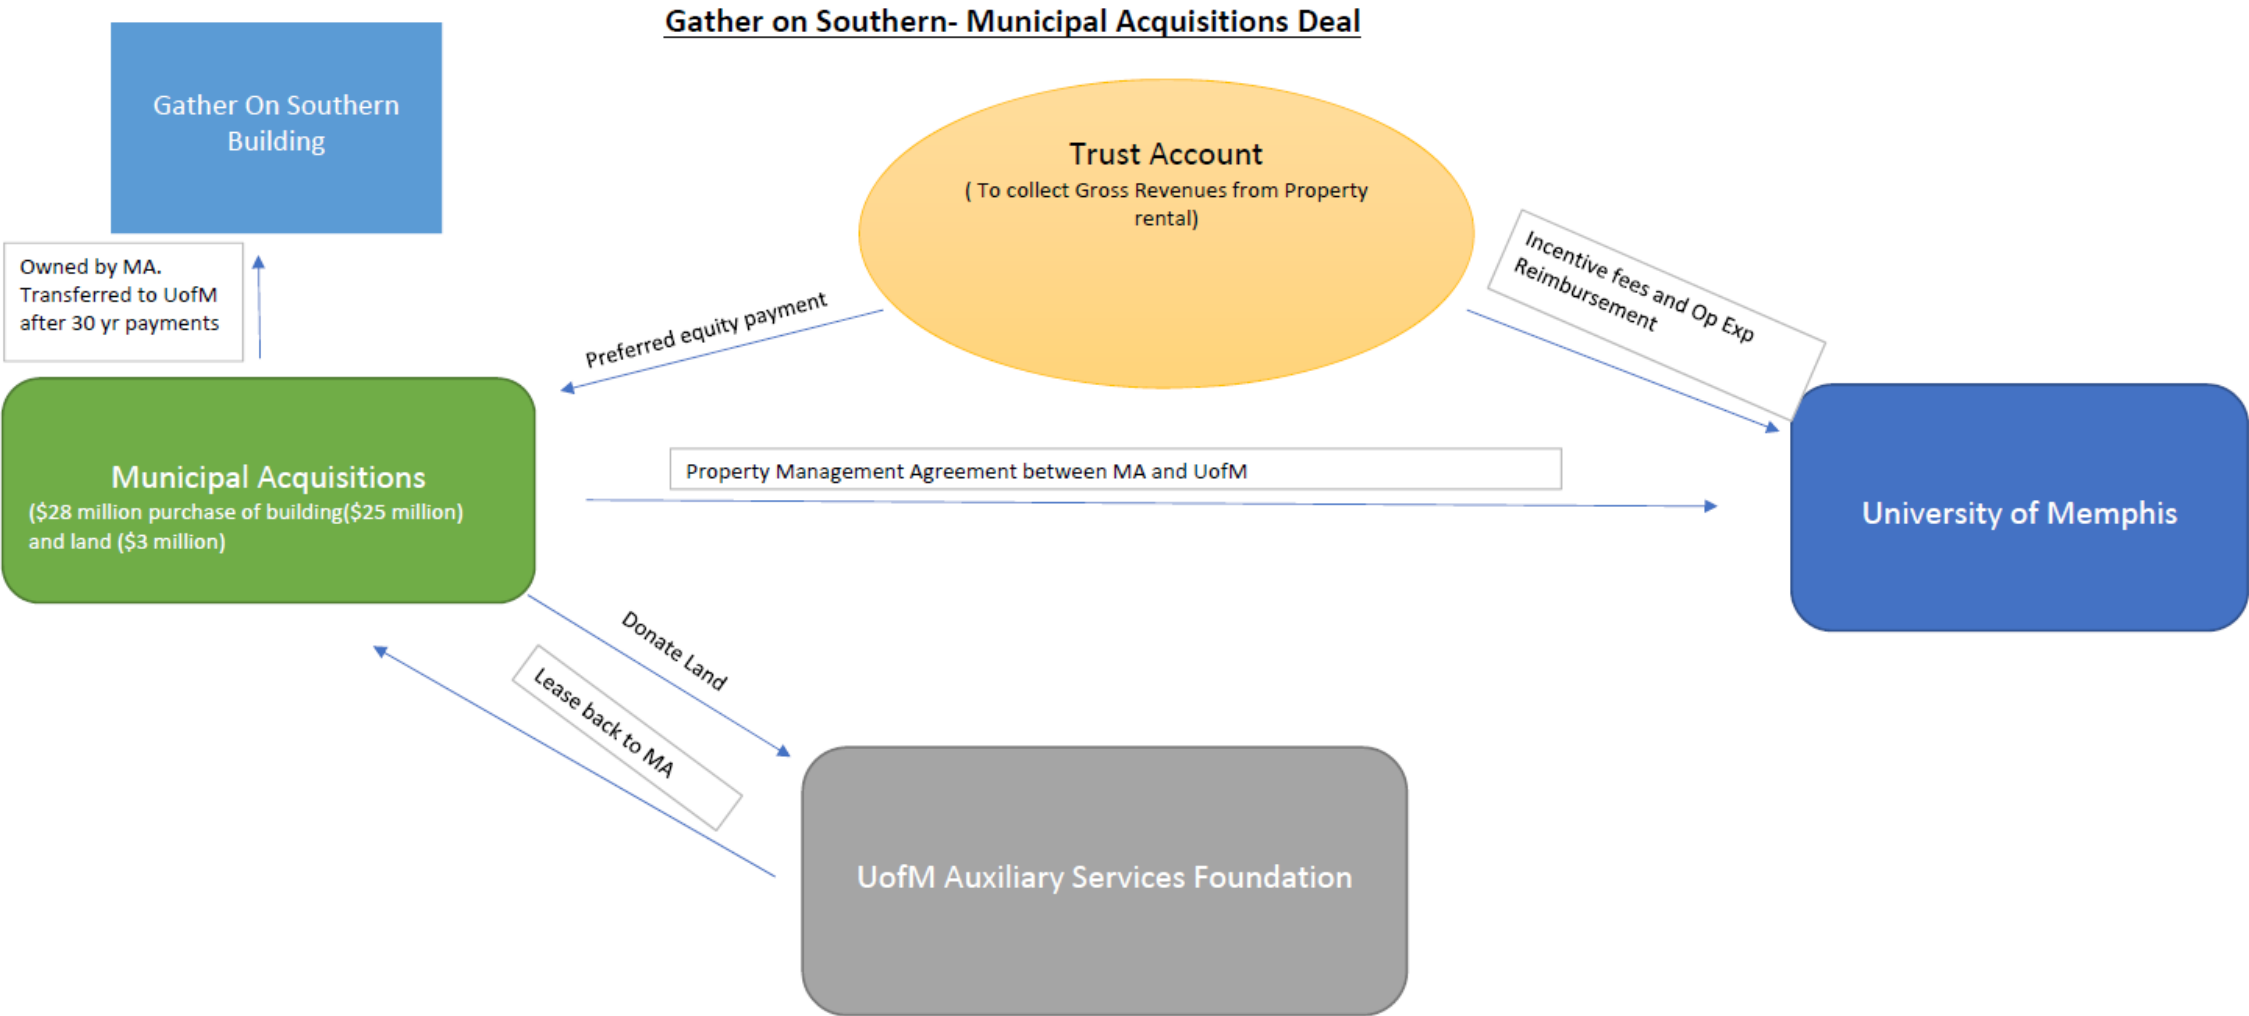 Gather on Southern- Municipal Acquisitions Deal
Gather On Southern
Building
Trust Account
( To collect Gross Revenues from Property
rental)
Incentive fees and Op Exp
Reimbursement
Owned by MA.
Transferred to UofM
after 30 yr payments
Preferred equity payment
Municipal Acquisitions
($28 million purchase of building($25 million)
and land ($3 million)
Property Management Agreement between MA and UofM
University of Memphis
Donate Land
Lease back to MA
UofM Auxiliary Services Foundation